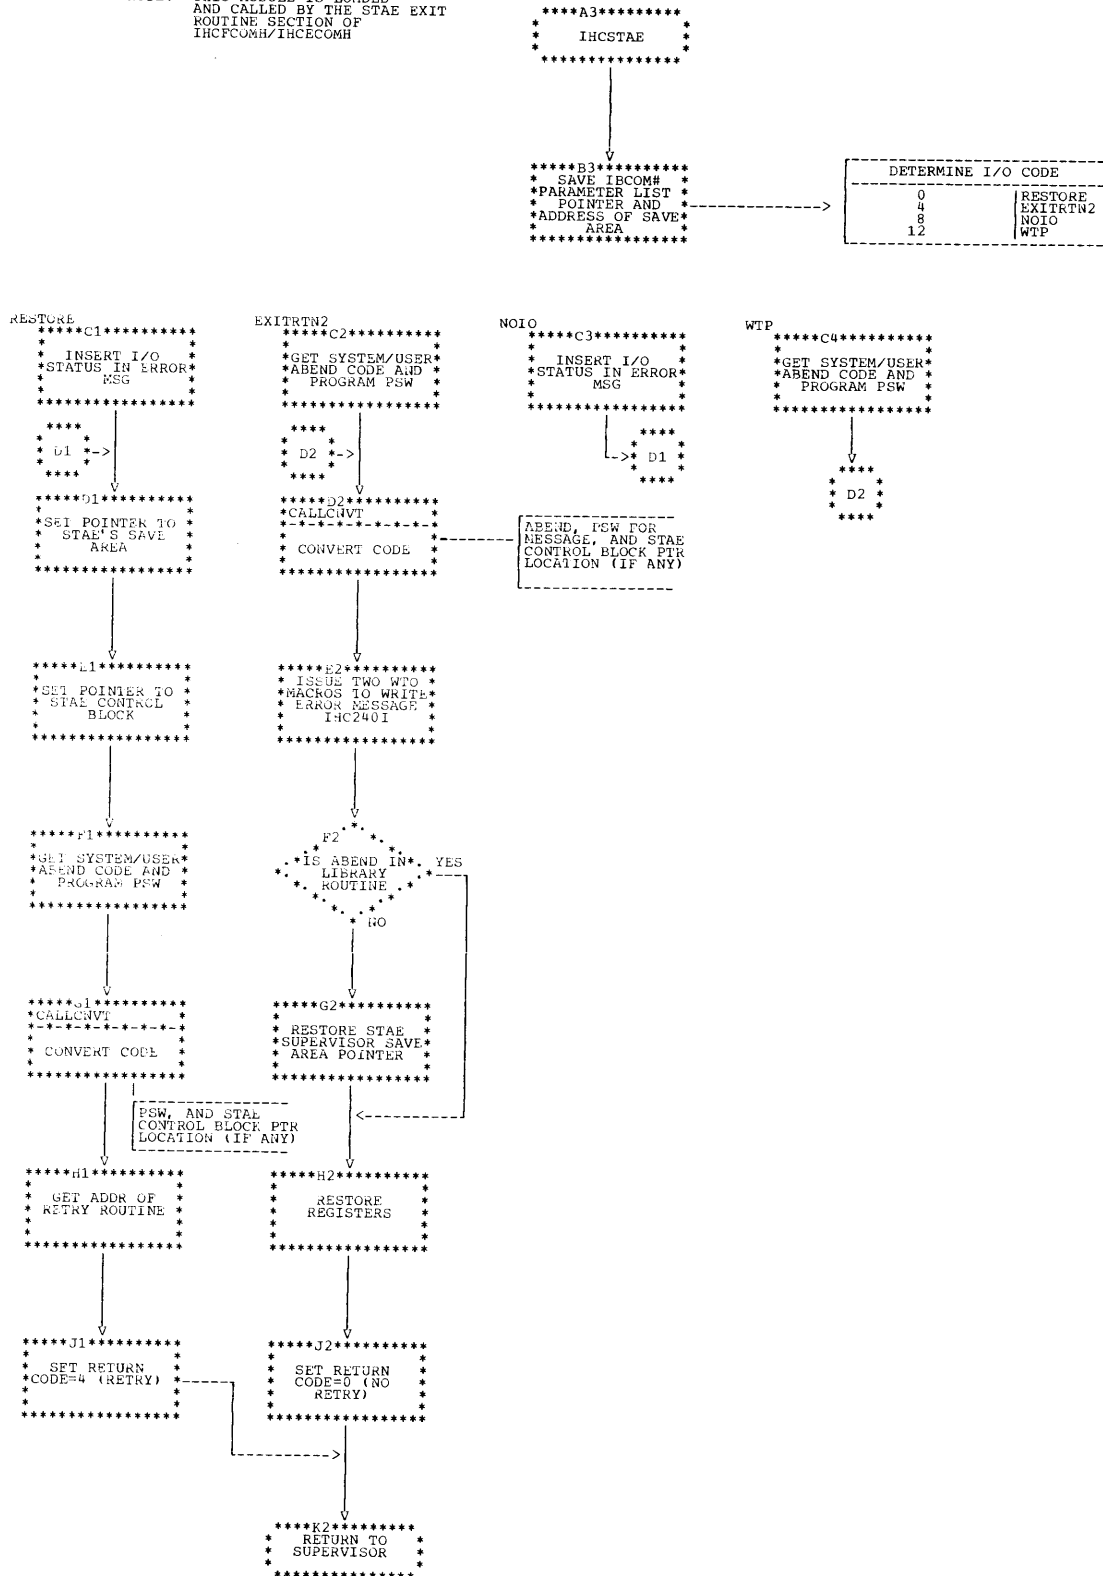 AND CALLED BY THE STAE EXIT
ROUTINE SECTION OF
IHCFCOMH/IHCECOMH
A3
IHCSTAE
B3
SAVE IBCOM#
PARAMETER LIST
POINTER AND
ADDRESS OF SAVE
AREA
DETERMINE I/O CODE
0 RESTORE
4 EXITRTN2
8 NOIO
12 WTP
RESTORE
C1
INSERT I/O
STATUS IN ERROR
MSG
D1
D1
SET POINTER TO
STAE'S SAVE
AREA
E1
SET POINTER TO
STAE CONTROL
BLOCK
F1
GET SYSTEM/USER
ABEND CODE AND
PROGRAM PSW
G1
CALLCNVT
CONVERT CODE
PSW, AND STAE
CONTROL BLOCK PTR
LOCATION (IF ANY)
H1
GET ADDR OF
RETRY ROUTINE
J1
SET RETURN
CODE=4 (RETRY)
EXITRTN2
C2
GET SYSTEM/USER
ABEND CODE AND
PROGRAM PSW
D2
D2
CALLCNVT
CONVERT CODE
ABEND, PSW FOR
MESSAGE, AND STAE
CONTROL BLOCK PTR
LOCATION (IF ANY)
E2
ISSUE TWO WTO
MACROS TO WRITE
ERROR MESSAGE
IHC240I
F2
IS ABEND IN
LIBRARY
ROUTINE
YES
NO
G2
RESTORE STAE
SUPERVISOR SAVE
AREA POINTER
H2
RESTORE
REGISTERS
J2
SET RETURN
CODE=0 (NO
RETRY)
K2
RETURN TO
SUPERVISOR
NOIO
C3
INSERT I/O
STATUS IN ERROR
MSG
D1
WTP
C4
GET SYSTEM/USER
ABEND CODE AND
PROGRAM PSW
D2